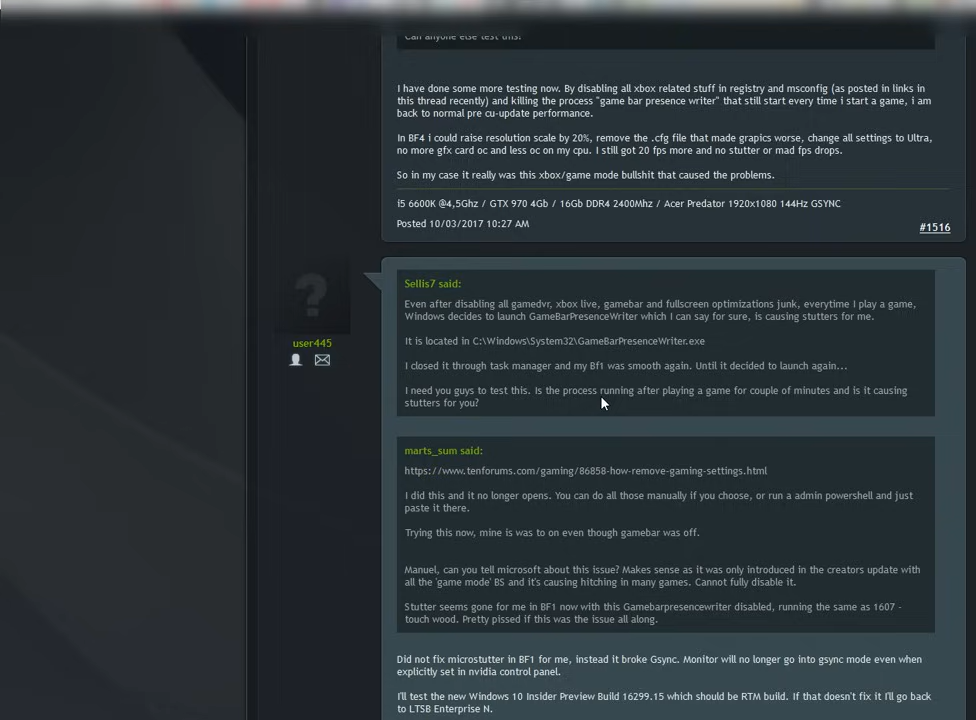 Can anyone else test this?
I have done some more testing now. By disabling all xbox related stuff in registry and msconfig (as posted in links in
this thread recently) and killing the process "game bar presence writer" that still start every time i start a game, i am
back to normal pre cu-update performance.
In BF4 i could raise resolution scale by 20%, remove the .cfg file that made grapics worse, change all settings to Ultra,
no more gfx card oc and less oc on my cpu. I still got 20 fps more and no stutter or mad fps drops.
So in my case it really was this xbox/game mode bullshit that caused the problems.
i5 6600K @4,5Ghz / GTX 970 4Gb / 16Gb DDR4 2400Mhz / Acer Predator 1920x1080 144Hz GSYNC
Posted 10/03/2017 10:27 AM
#1516
Sellis7 said:
Even after disabling all gamedvr, xbox live, gamebar and fullscreen optimizations junk, everytime I play a game,
Windows decides to launch GameBarPresenceWriter which I can say for sure, is causing stutters for me.
It is located in C:\Windows\System32\GameBarPresenceWriter.exe
I closed it through task manager and my Bf1 was smooth again. Until it decided to launch again...
I need you guys to test this. Is the process running after playing a game for couple of minutes and is it causing
stutters for you?
user445
marts_sum said:
https://www.tenforums.com/gaming/86858-how-remove-gaming-settings.html
I did this and it no longer opens. You can do all those manually if you choose, or run a admin powershell and just
paste it there.
Trying this now, mine is was to on even though gamebar was off.
Manuel, can you tell microsoft about this issue? Makes sense as it was only introduced in the creators update with
all the 'game mode' BS and it's causing hitching in many games. Cannot fully disable it.
Stutter seems gone for me in BF1 now with this Gamebarpresencewriter disabled, running the same as 1607 -
touch wood. Pretty pissed if this was the issue all along.
Did not fix microstutter in BF1 for me, instead it broke Gsync. Monitor will no longer go into gsync mode even when
explicitly set in nvidia control panel.
I'll test the new Windows 10 Insider Preview Build 16299.15 which should be RTM build. If that doesn't fix it I'll go back
to LTSB Enterprise N.